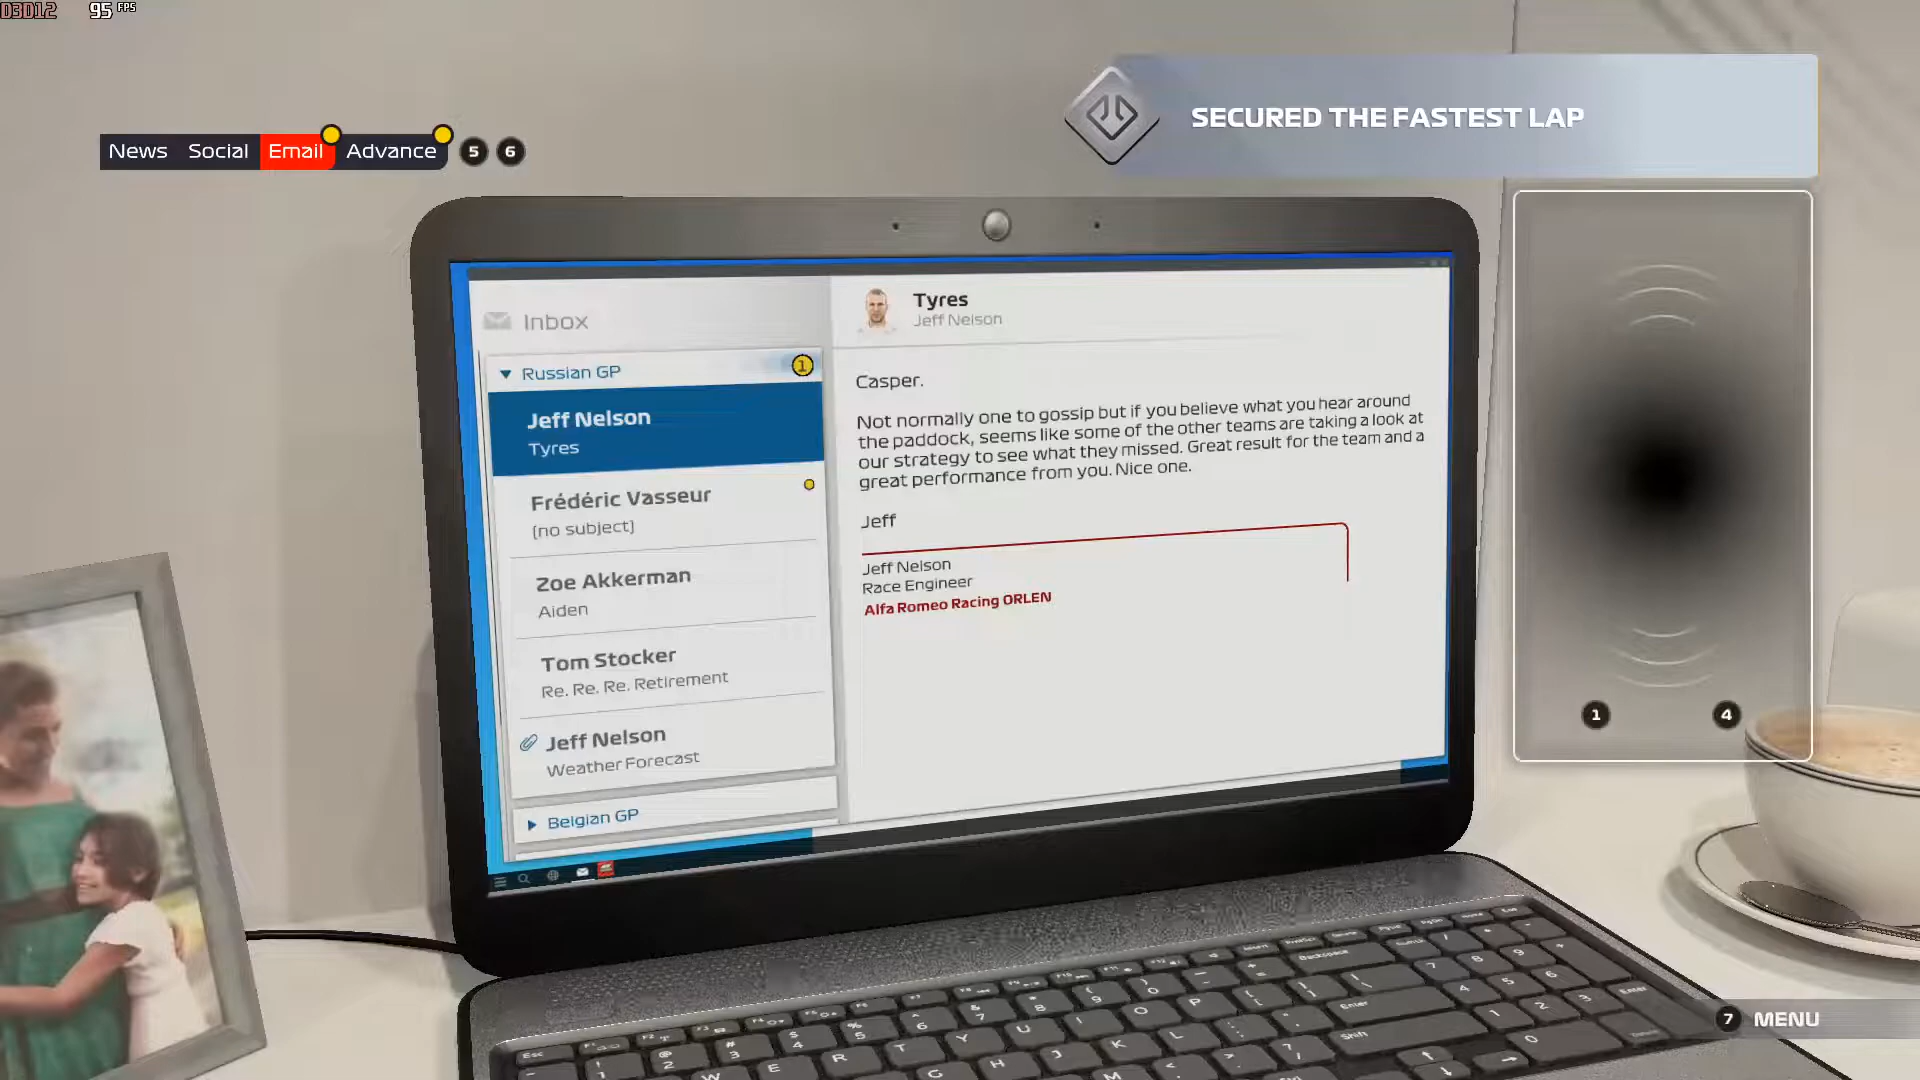 D3D12 95 FPS
SECURED THE FASTEST LAP
News Social Email Advance 5 6
Inbox
Russian GP 1
Jeff Nelson
Tyres
Frédéric Vasseur
(no subject)
Zoe Akkerman
Aiden
Tom Stocker
Re. Re. Re. Retirement
Jeff Nelson
Weather Forecast
Belgian GP
Tyres
Jeff Nelson
Casper.
Not normally one to gossip but if you believe what you hear around
the paddock, seems like some of the other teams are taking a look at
our strategy to see what they missed. Great result for the team and a
great performance from you. Nice one.
Jeff
Jeff Nelson
Race Engineer
Alfa Romeo Racing ORLEN
1 4
7 MENU
Esc
Backspace
Enter
Shift